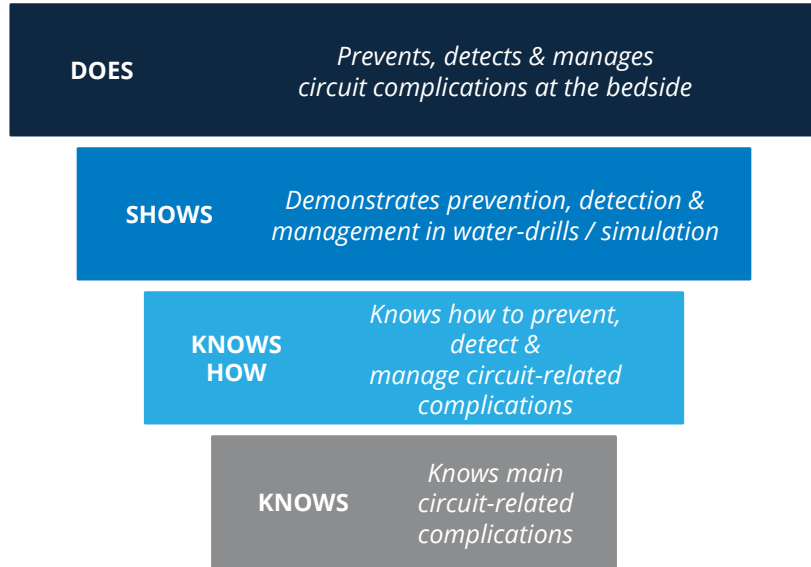 DOES
Prevents, detects & manages
circuit complications at the bedside
SHOWS
Demonstrates prevention, detection &
management in water-drills / simulation
KNOWS
HOW
Knows how to prevent,
detect &
manage circuit-related
complications
KNOWS
Knows main
circuit-related
complications